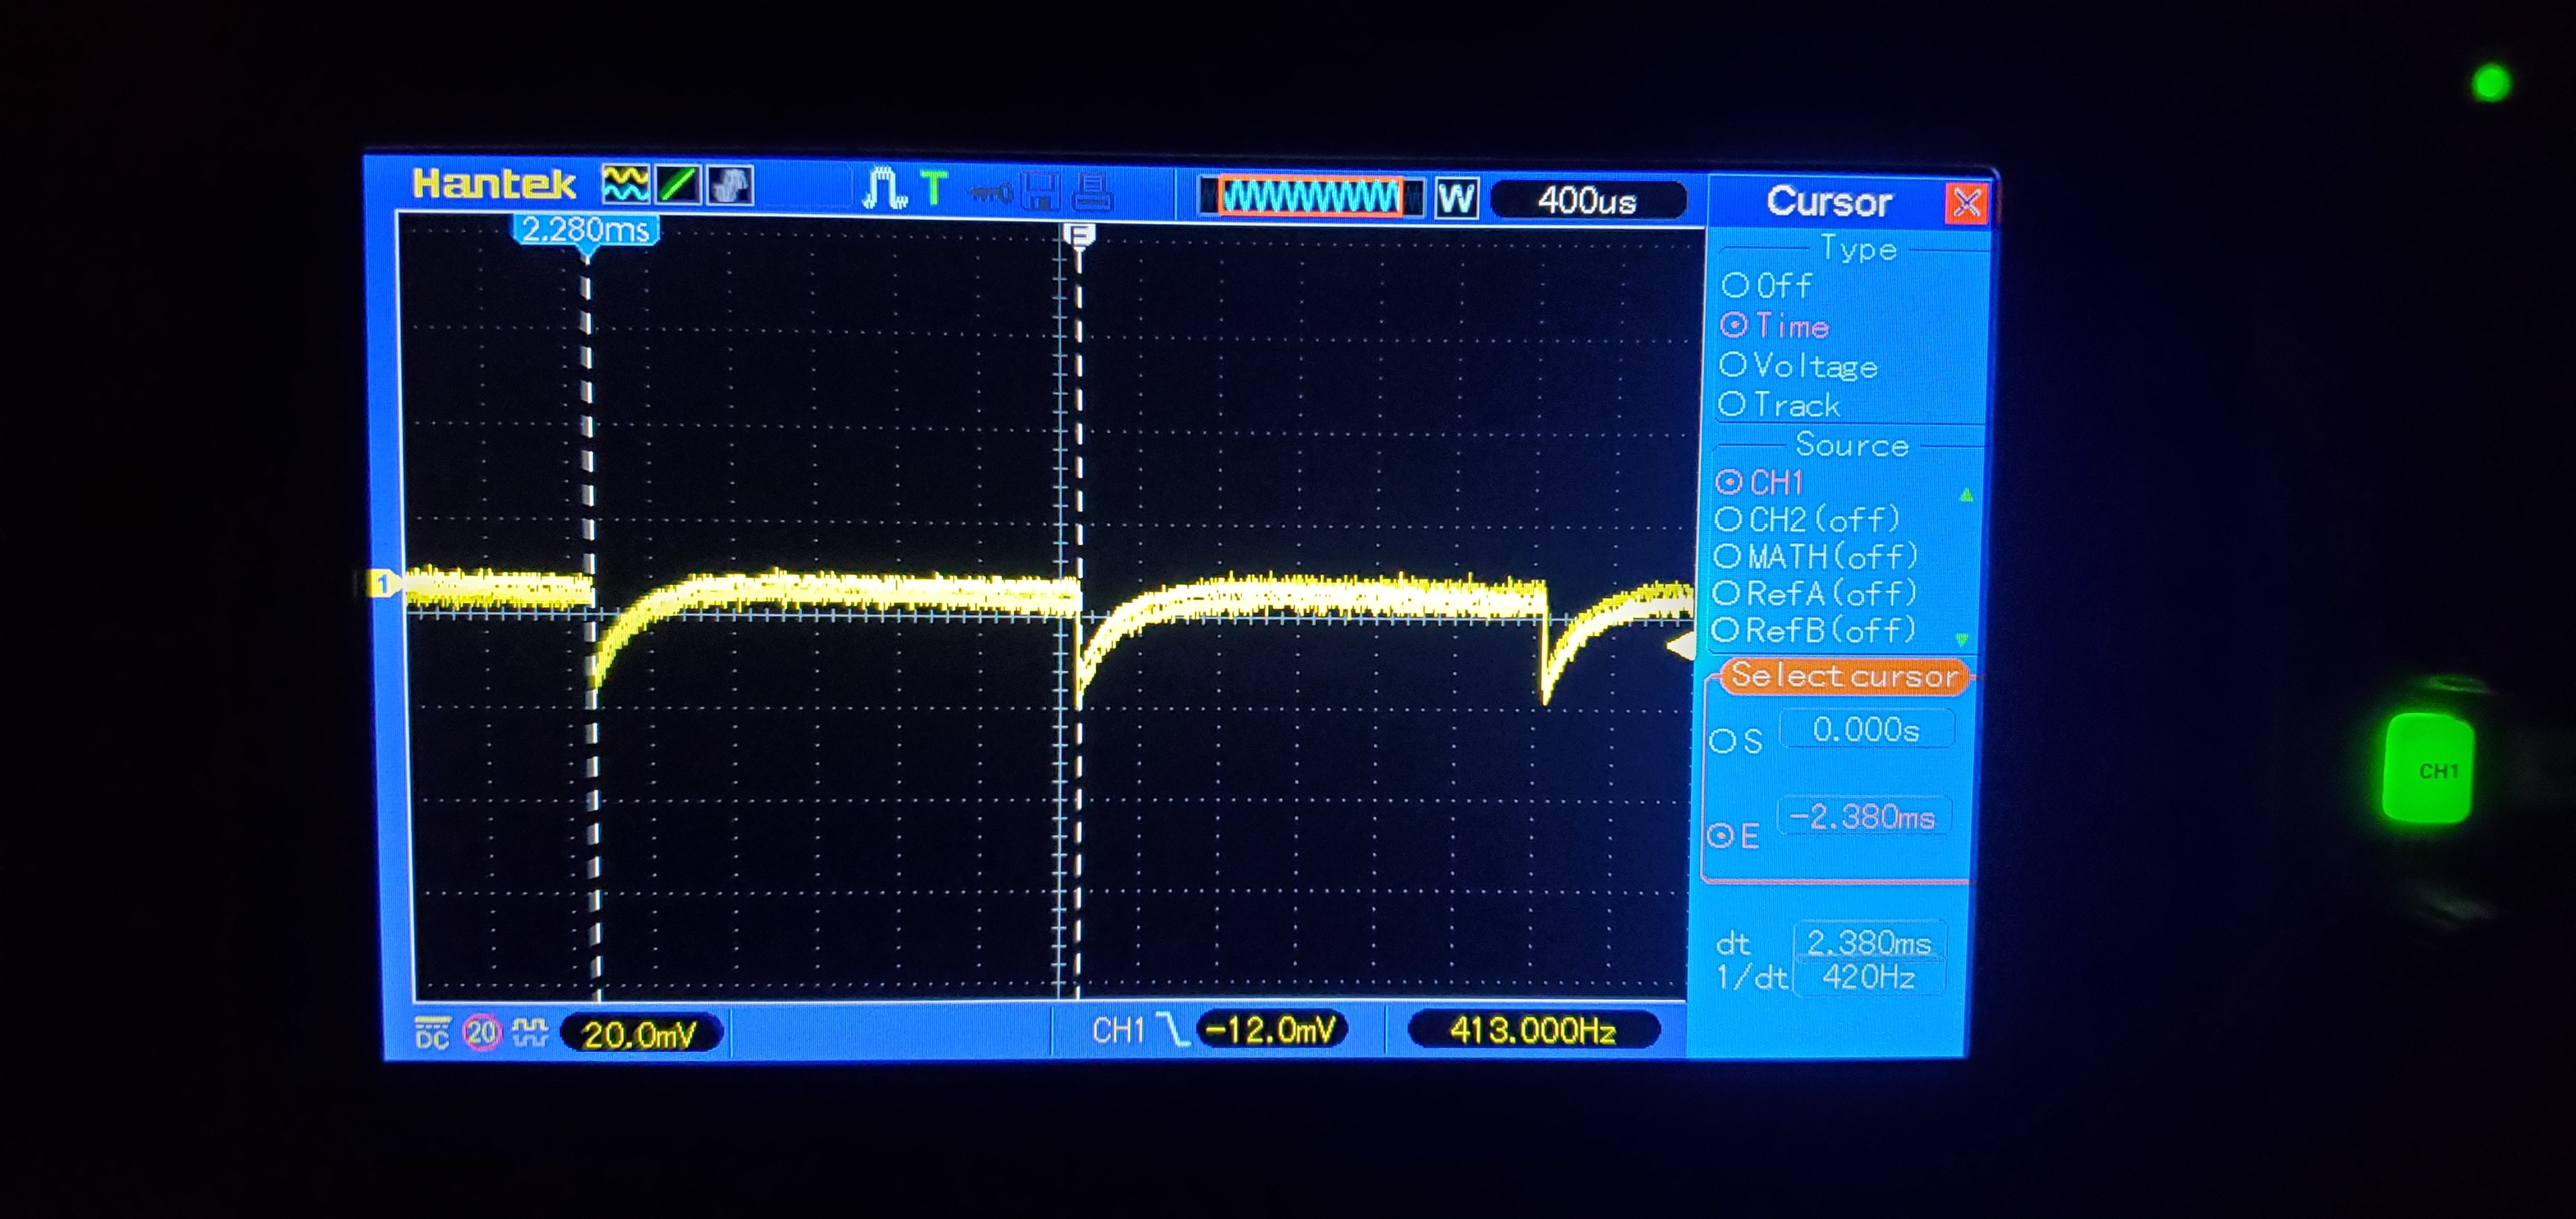 Hantek T W 400us
2.280ms E
1
Cursor
Type
Off
Time
Voltage
Track
Source
CH1
CH2(off)
MATH(off)
RefA(off)
RefB(off)
Select cursor
S 0.000s
E -2.380ms
dt 2.380ms
1/dt 420Hz
DC 20 20.0mV CH1 -12.0mV 413.000Hz
CH1